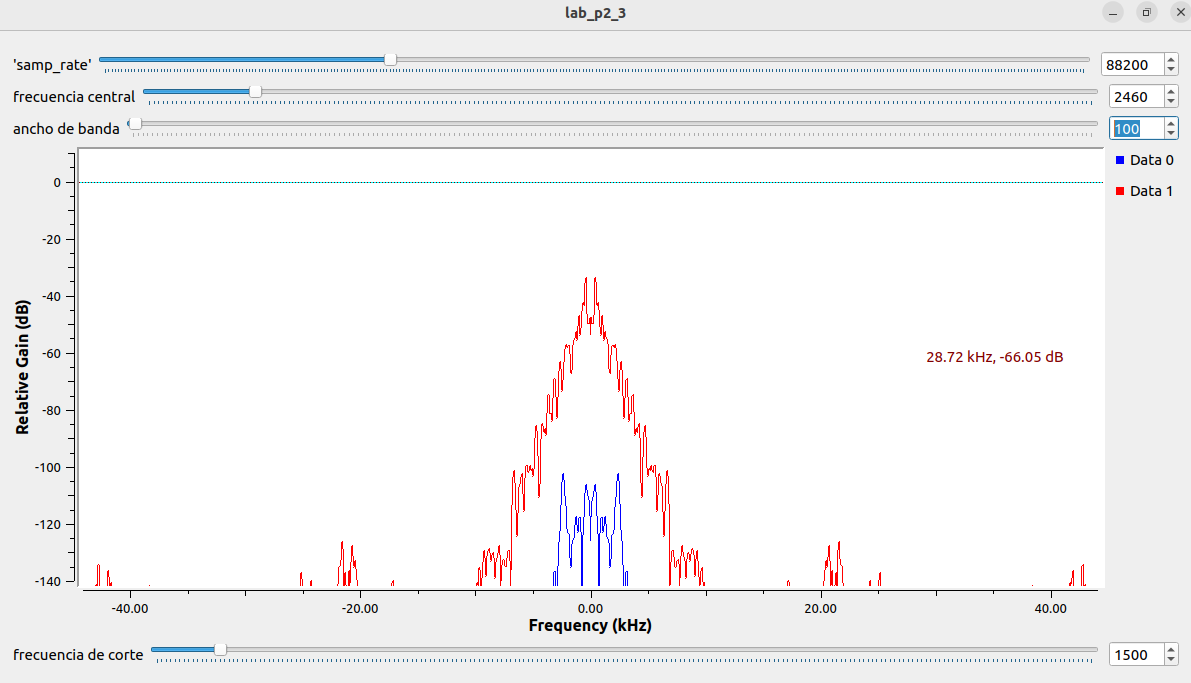 lab_p2_3
'samp_rate' 88200
frecuencia central 2460
ancho de banda 100
Data 0
Data 1
Relative Gain (dB)
0
-20
-40
-60
-80
-100
-120
-140
28.72 kHz, -66.05 dB
-40.00 -20.00 0.00 20.00 40.00
Frequency (kHz)
frecuencia de corte 1500